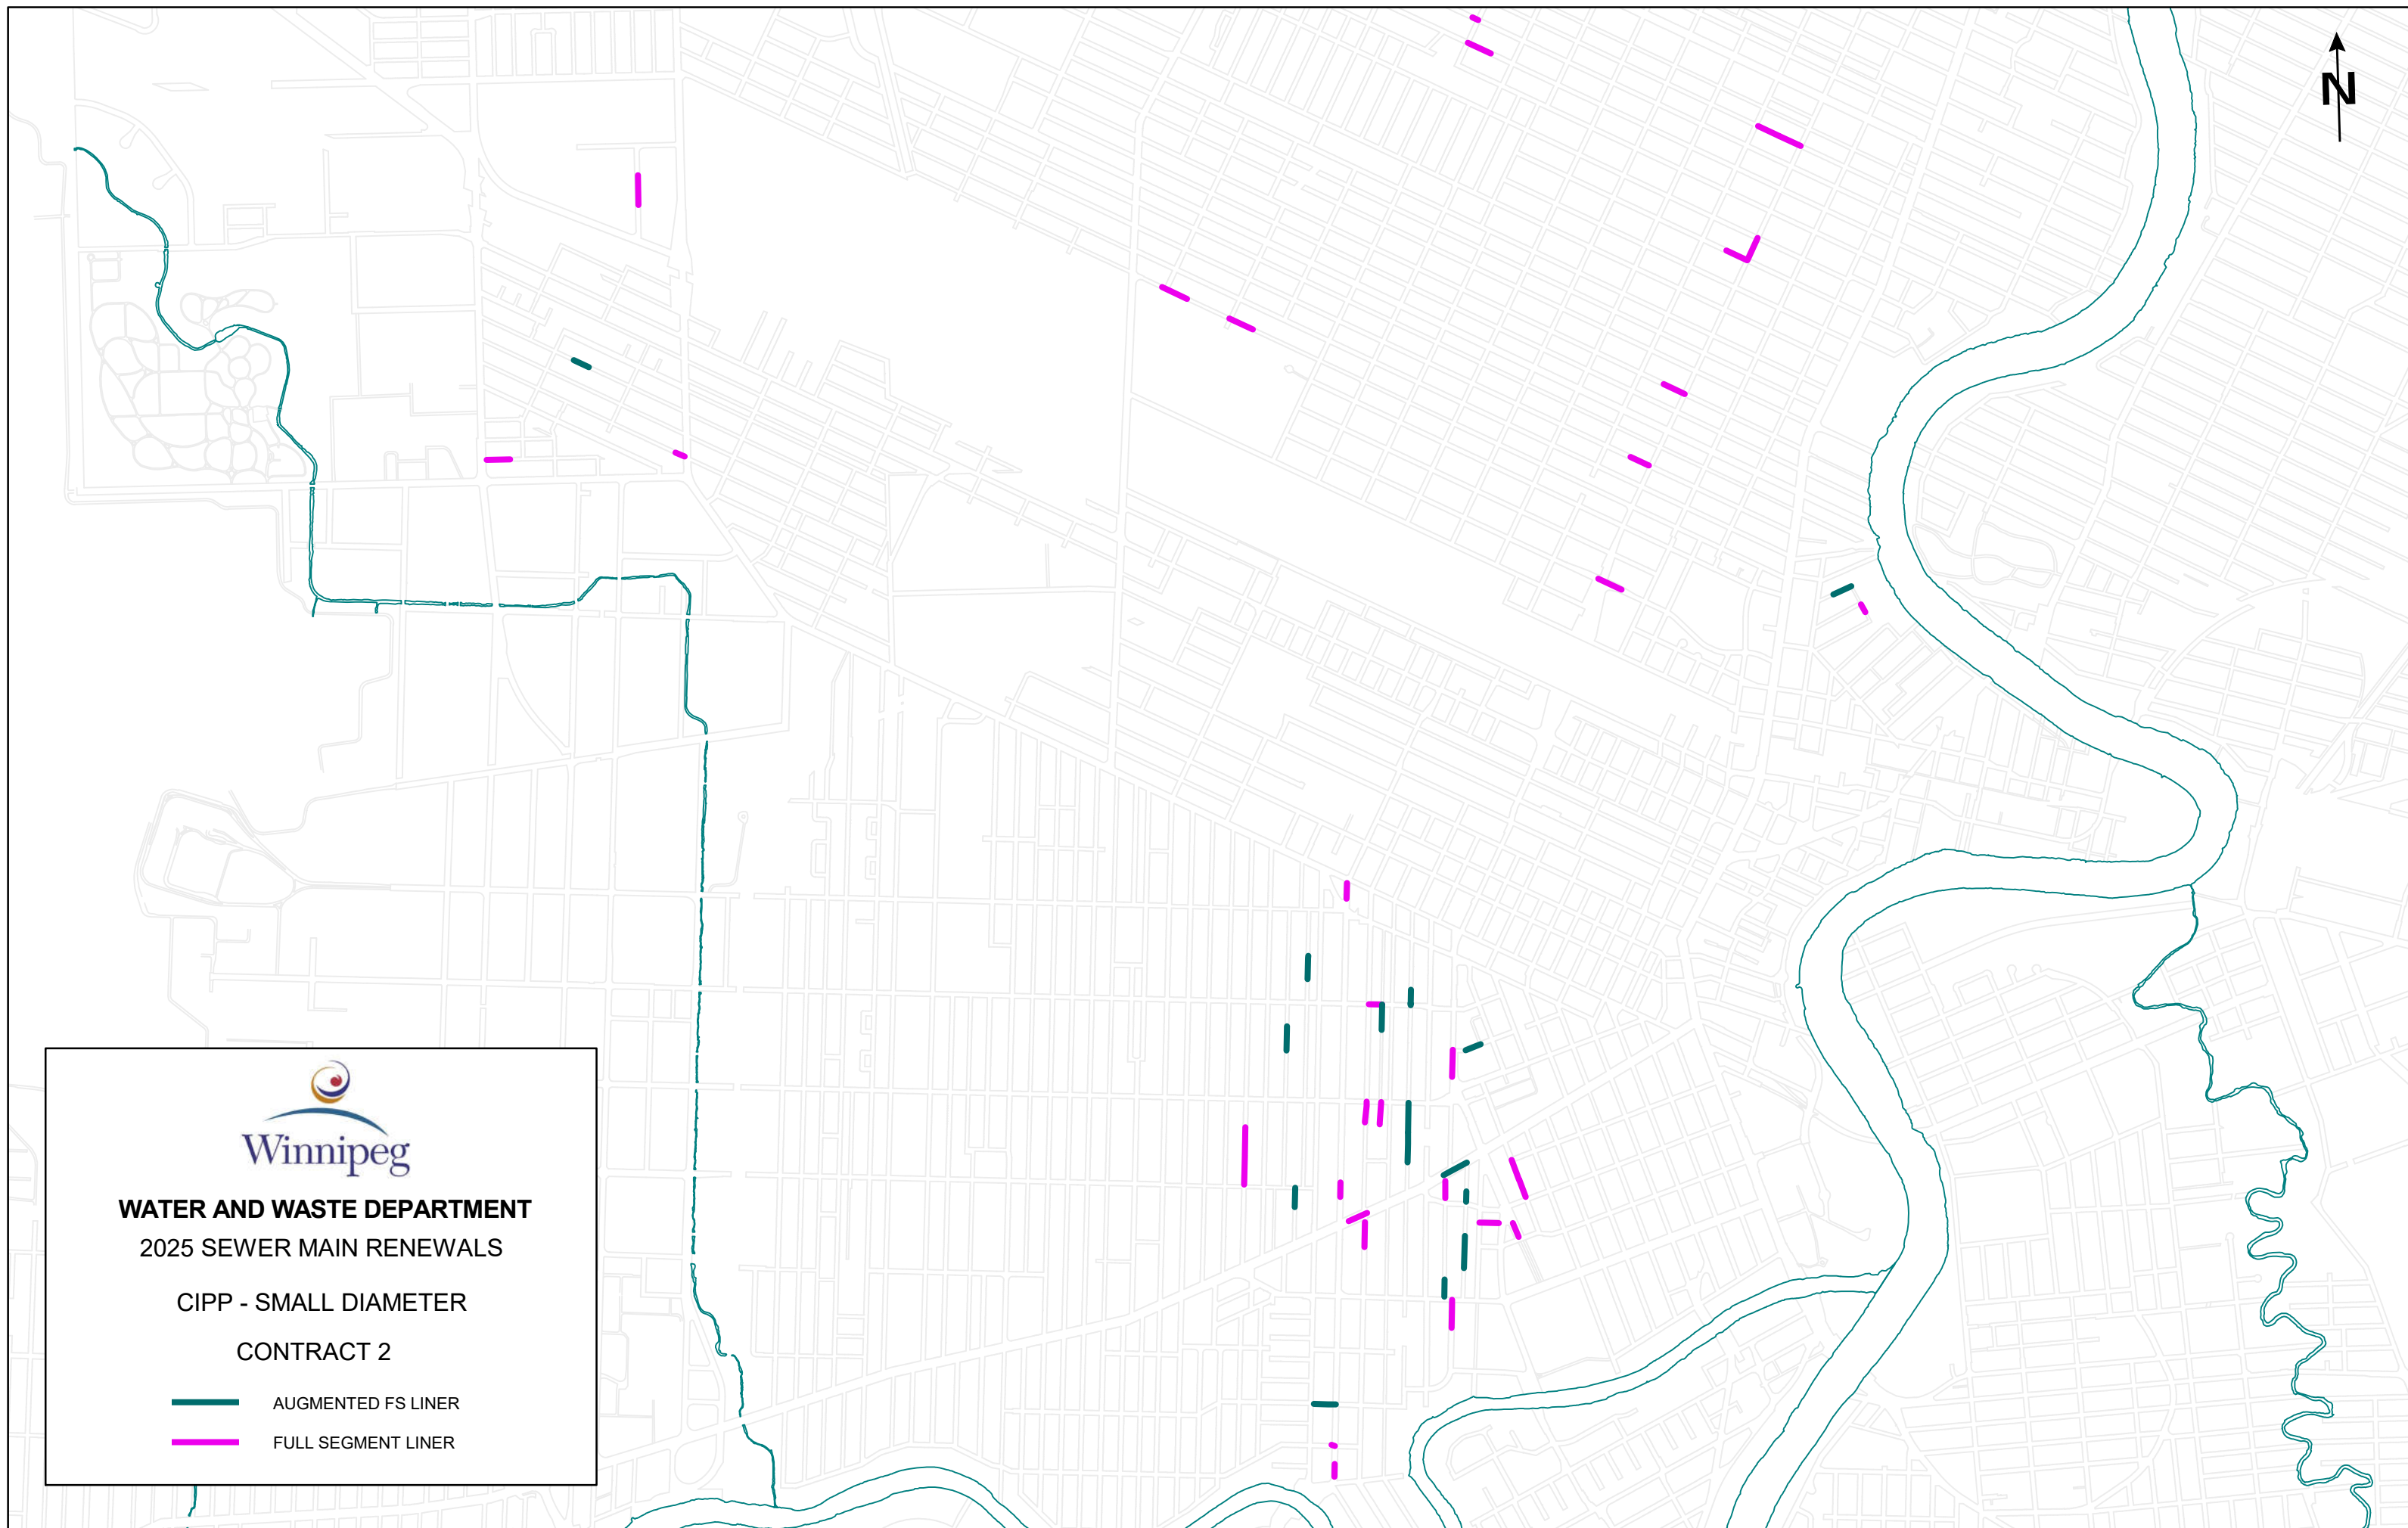 N
Winnipeg
WATER AND WASTE DEPARTMENT
2025 SEWER MAIN RENEWALS
CIPP - SMALL DIAMETER
CONTRACT 2
AUGMENTED FS LINER
FULL SEGMENT LINER